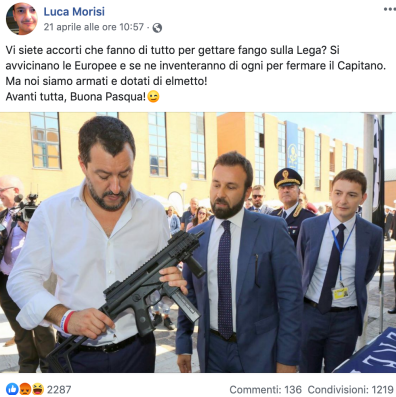 Luca Morisi
21 aprile alle ore 10:57 ·
Vi siete accorti che fanno di tutto per gettare fango sulla Lega? Si
avvicinano le Europee e se ne inventeranno di ogni per fermare il Capitano.
Ma noi siamo armati e dotati di elmetto!
Avanti tutta, Buona Pasqua!😉
2287
Commenti: 136 Condivisioni: 1219